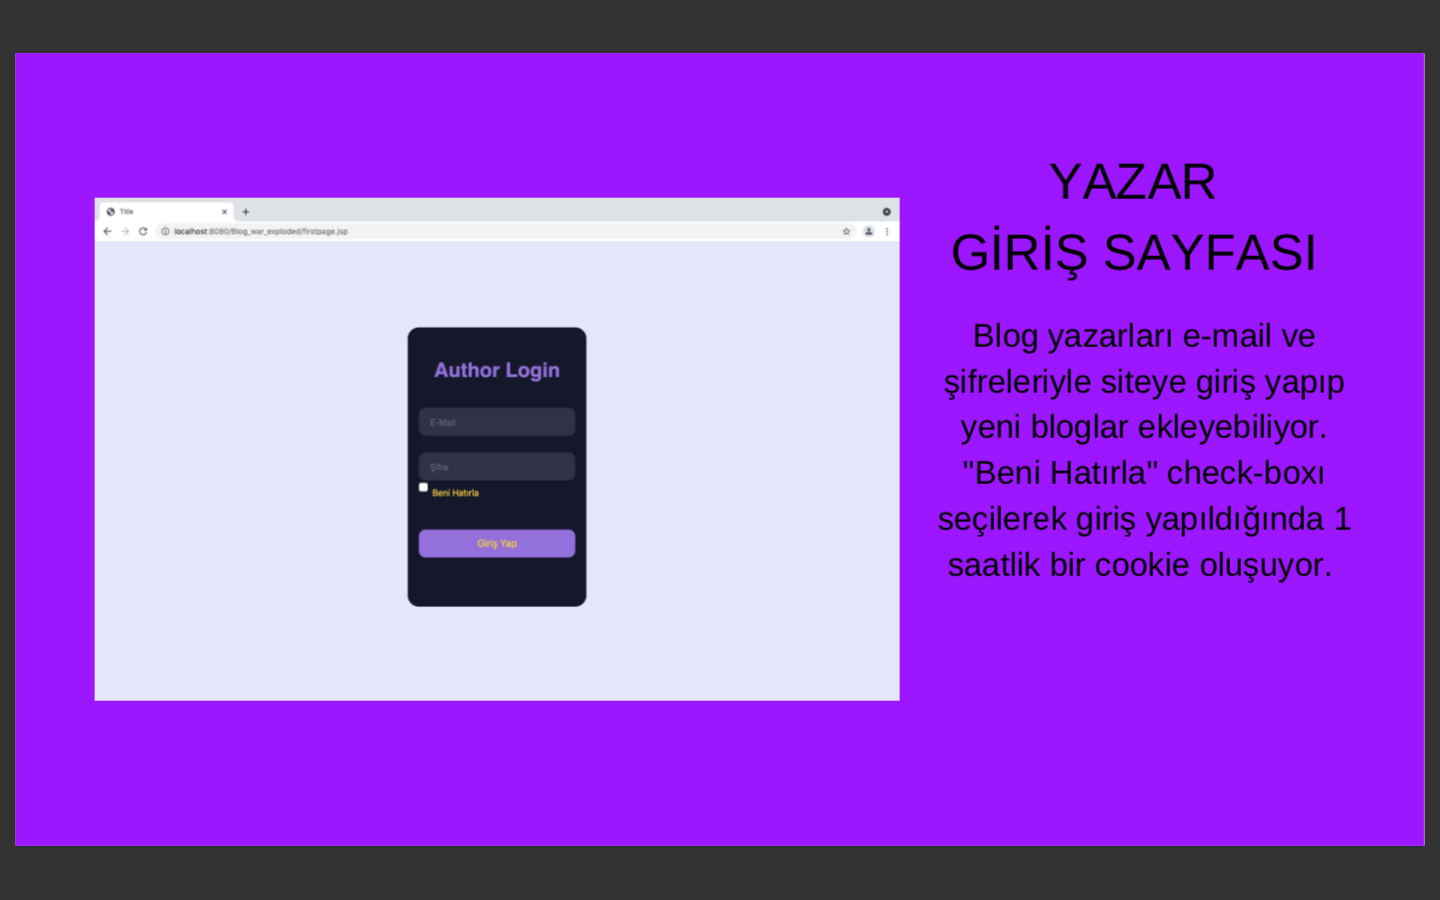 Title
localhost:8080/Blog_war_exploded/firstpage.jsp
Author Login
E-Mail
Şifre
Beni Hatırla
Giriş Yap
YAZAR
GİRİŞ SAYFASI
Blog yazarları e-mail ve
şifreleriyle siteye giriş yapıp
yeni bloglar ekleyebiliyor.
"Beni Hatırla" check-boxı
seçilerek giriş yapıldığında 1
saatlik bir cookie oluşuyor.